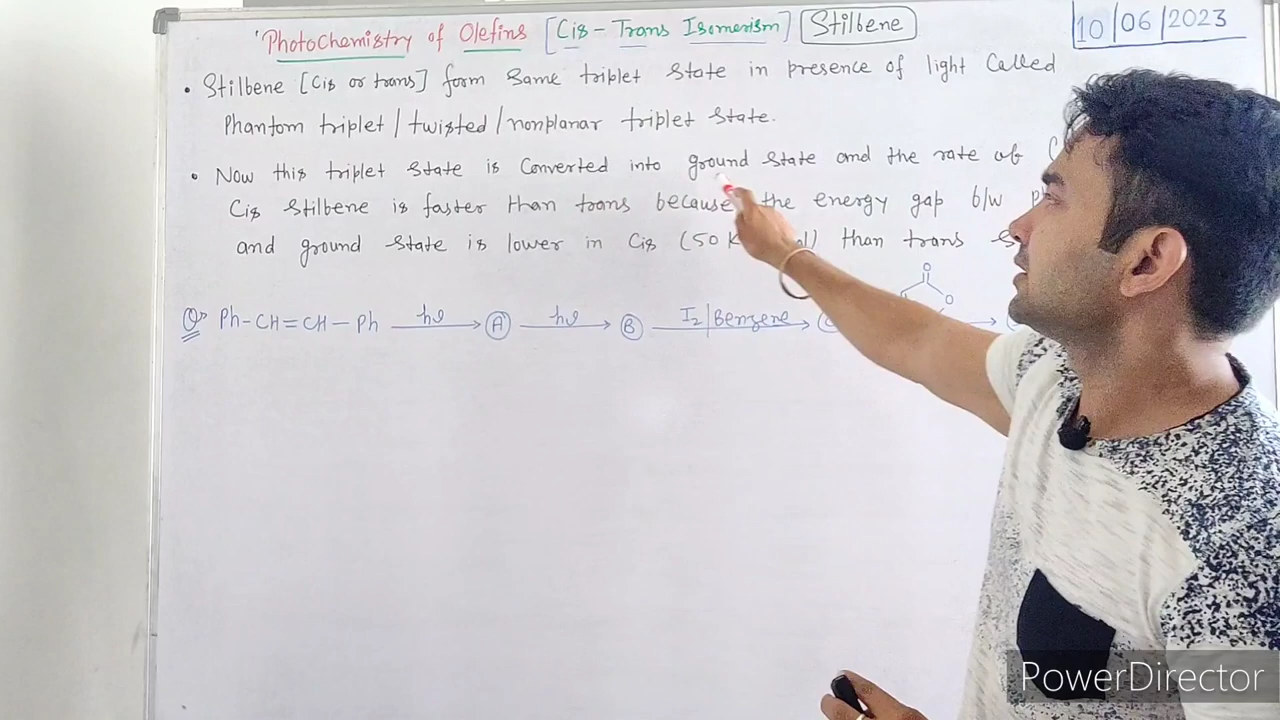 Photochemistry of Olefins [Cis - Trans Isomerism] Stilbene
10/06/2023
• Stilbene [Cis or trans] form Same triplet State in presence of light Called
Phantom triplet / twisted / nonplanar triplet State.
• Now this triplet State is Converted into ground State and the rate of
Cis Stilbene is faster than trans because the energy gap b/w
and ground State is lower in Cis (50 K) than trans
Q Ph-CH=CH-Ph hν A hν B I2/Benzene O O
PowerDirector